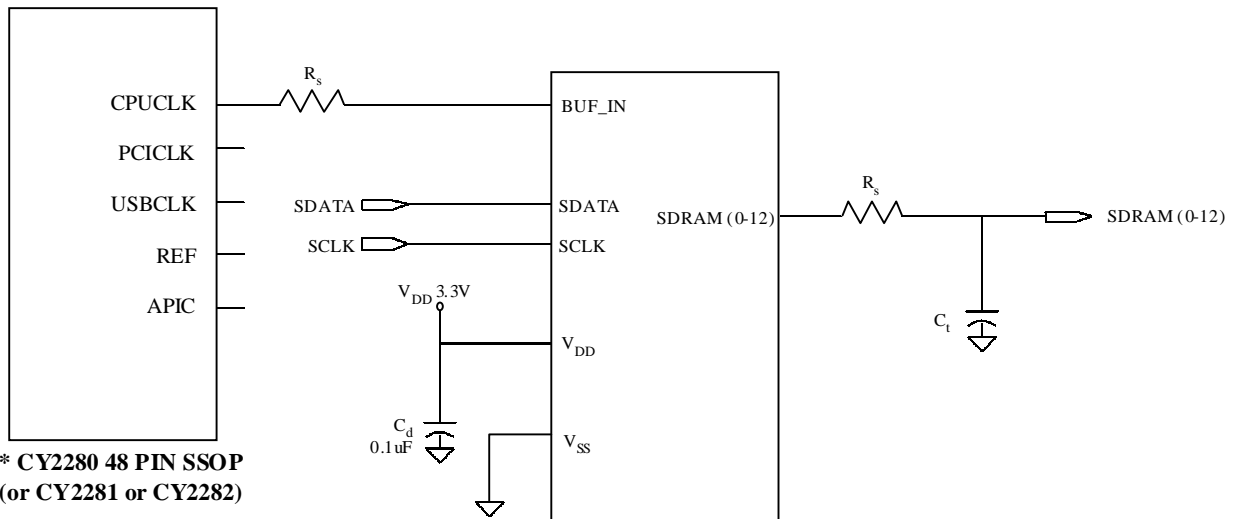 R_s
CPUCLK
BUF_IN
PCICLK
R_s
USBCLK
SDATA
SDATA
SDRAM (0-12)
SDRAM (0-12)
SCLK
SCLK
REF
V_DD 3.3V
APIC
C_t
V_DD
C_d
0.1uF
V_SS
* CY2280 48 PIN SSOP
(or CY2281 or CY2282)